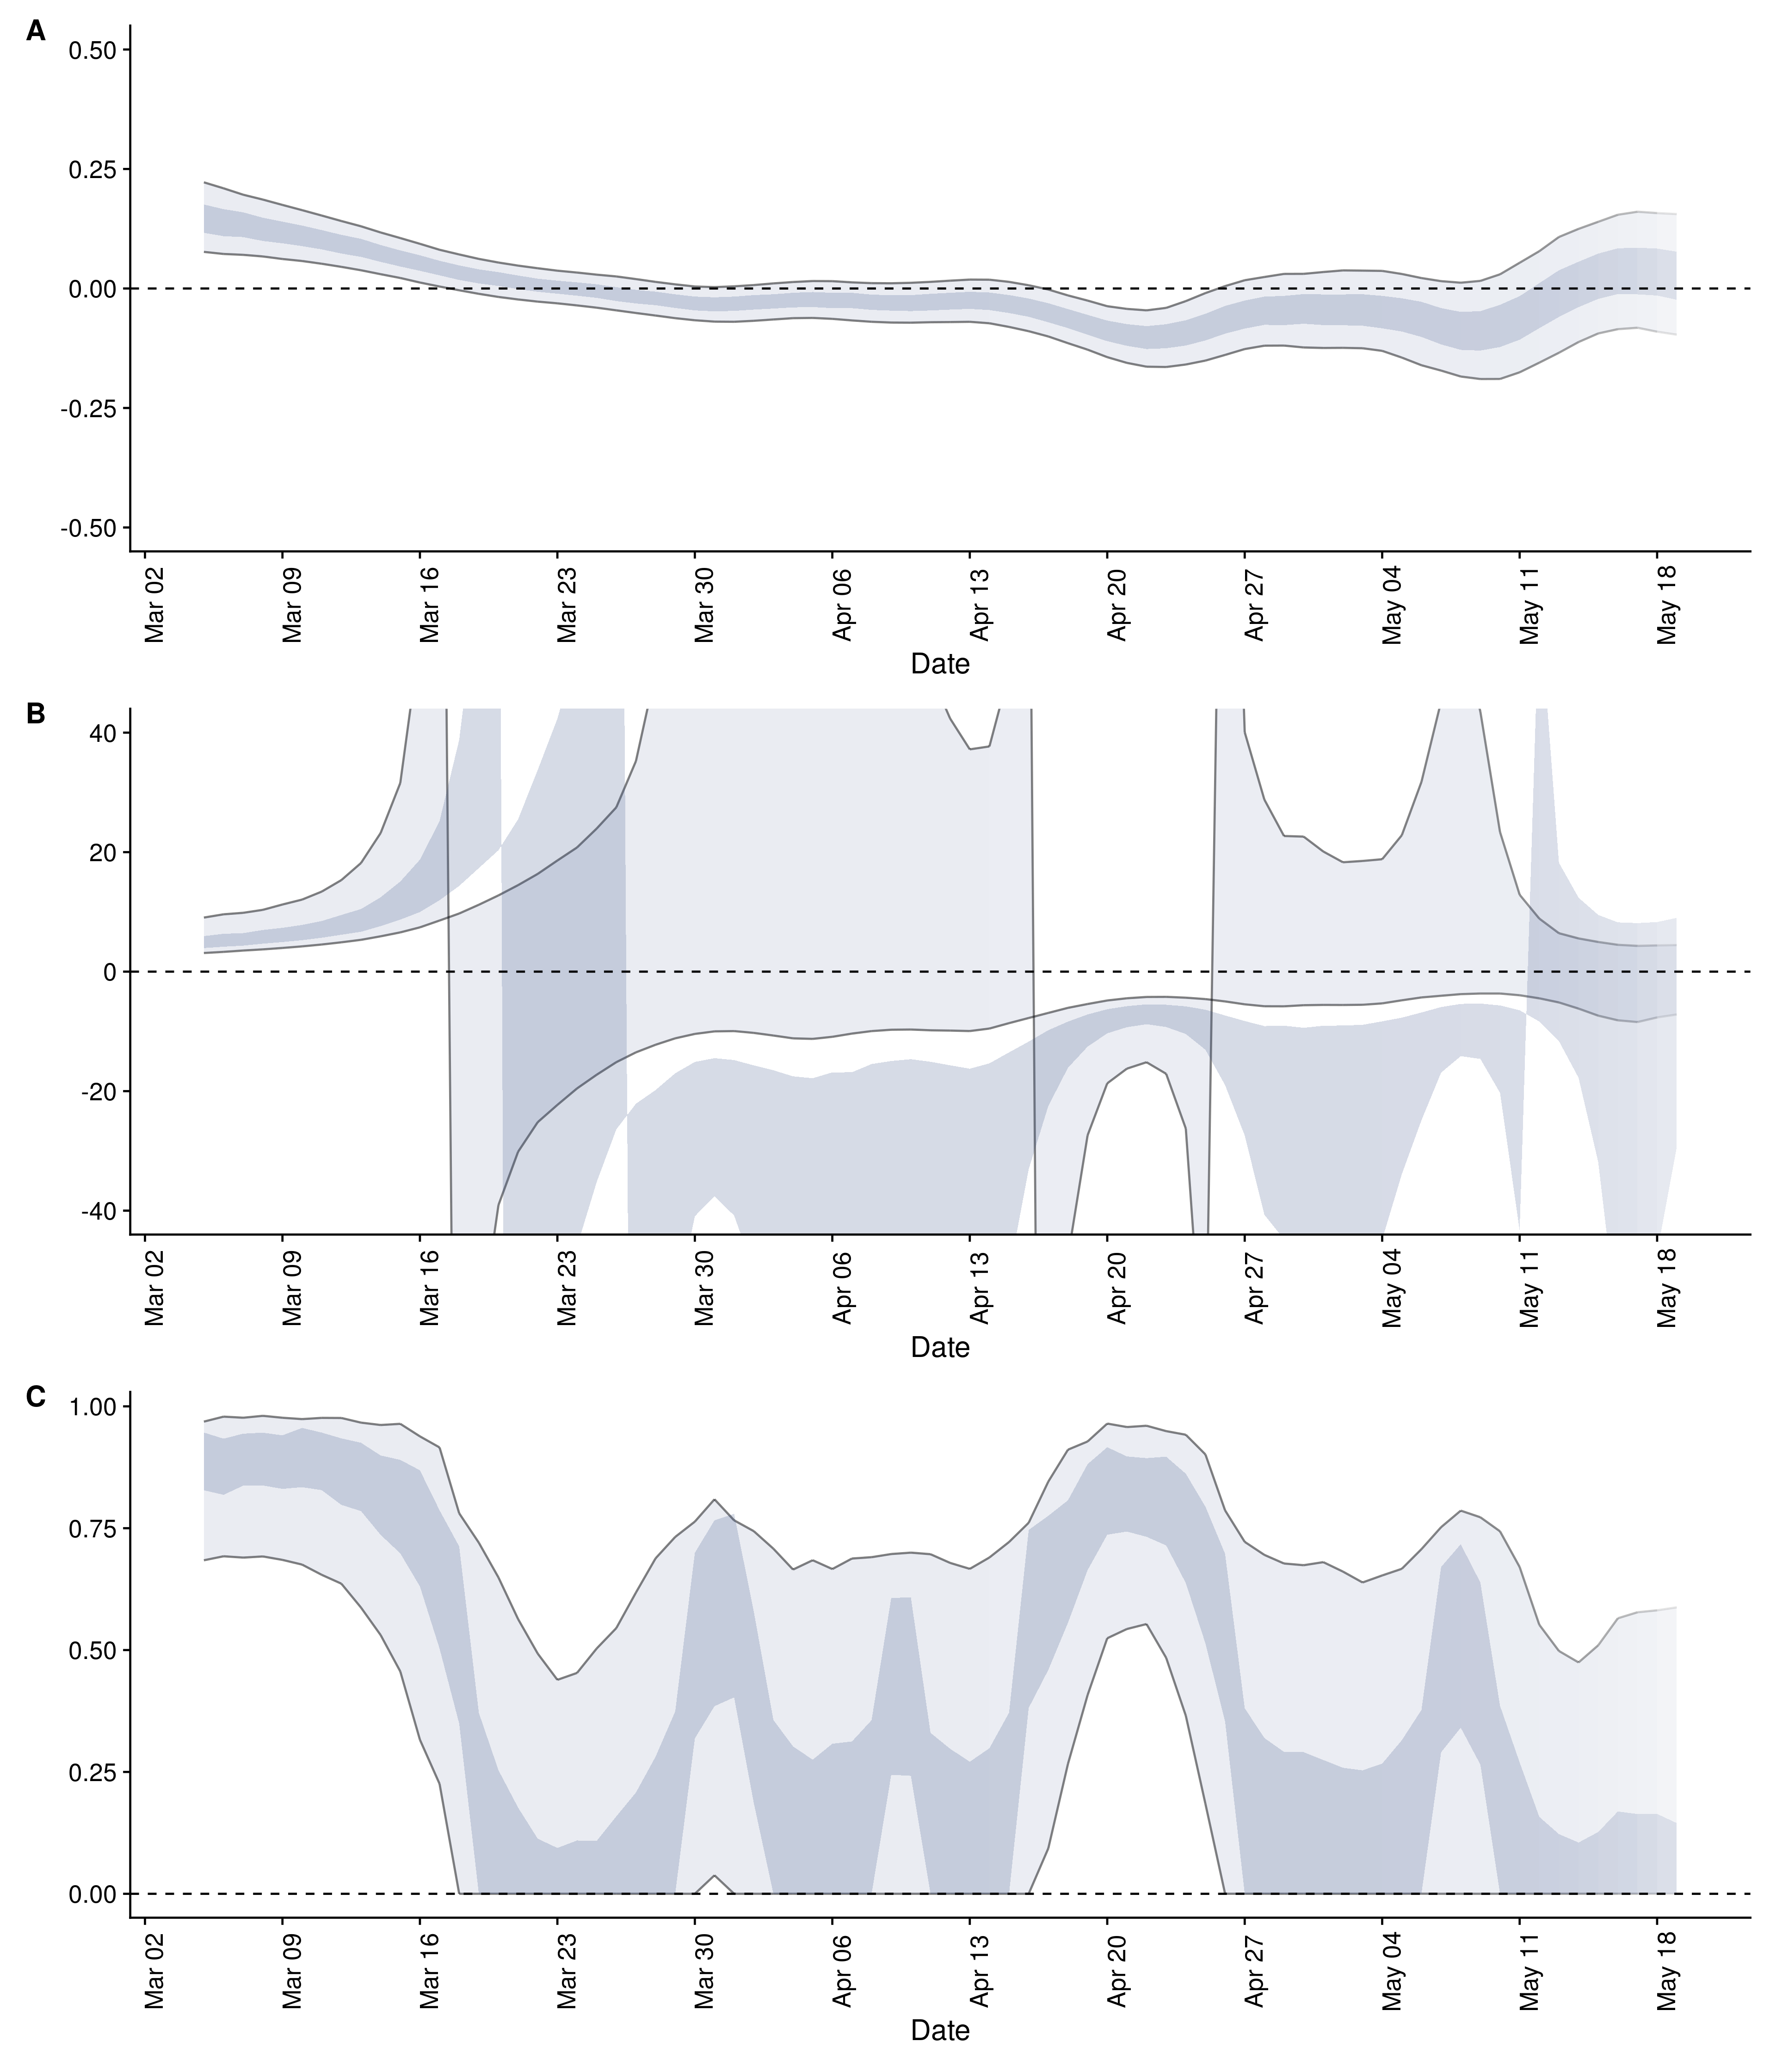 A
0.50
0.25
0.00
-0.25
-0.50
Mar 02
Mar 09
Mar 16
Mar 23
Mar 30
Apr 06
Apr 13
Apr 20
Apr 27
May 04
May 11
May 18
Date
B
40
20
0
-20
-40
Mar 02
Mar 09
Mar 16
Mar 23
Mar 30
Apr 06
Apr 13
Apr 20
Apr 27
May 04
May 11
May 18
Date
C
1.00
0.75
0.50
0.25
0.00
Mar 02
Mar 09
Mar 16
Mar 23
Mar 30
Apr 06
Apr 13
Apr 20
Apr 27
May 04
May 11
May 18
Date